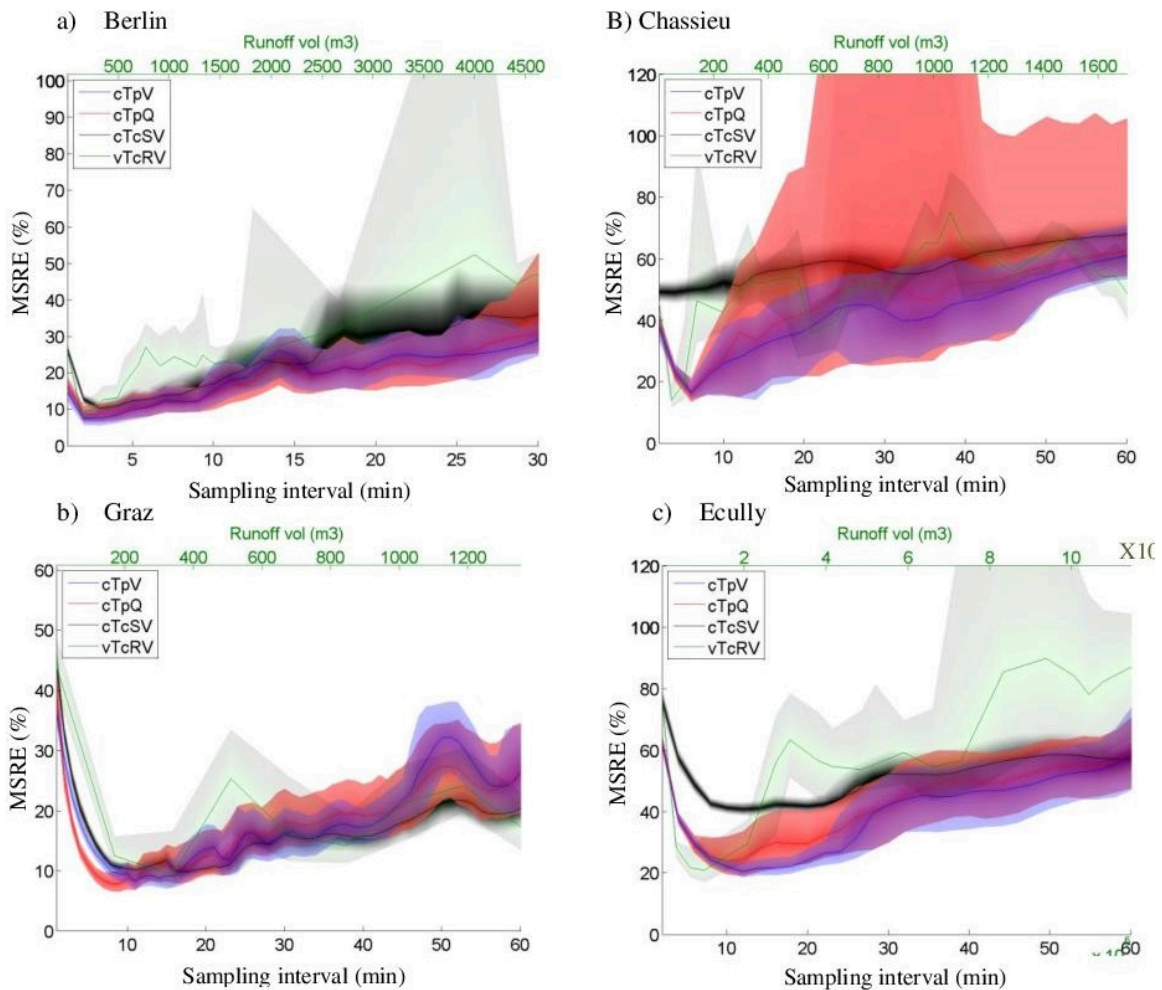 a) Berlin
Runoff vol (m3)
500 1000 1500 2000 2500 3000 3500 4000 4500
100
90
80
70
60
50
40
30
20
10
0
MSRE (%)
cTpV
cTpQ
cTcSV
vTcRV
5 10 15 20 25 30
Sampling interval (min)
B) Chassieu
Runoff vol (m3)
200 400 600 800 1000 1200 1400 1600
120
100
80
60
40
20
0
MSRE (%)
cTpV
cTpQ
cTcSV
vTcRV
10 20 30 40 50 60
Sampling interval (min)
b) Graz
Runoff vol (m3)
200 400 600 800 1000 1200
60
50
40
30
20
10
0
MSRE (%)
cTpV
cTpQ
cTcSV
vTcRV
10 20 30 40 50 60
Sampling interval (min)
c) Ecully
Runoff vol (m3)
2 4 6 8 10 X10
120
100
80
60
40
20
0
MSRE (%)
cTpV
cTpQ
cTcSV
vTcRV
10 20 30 40 50 60
Sampling interval (min)